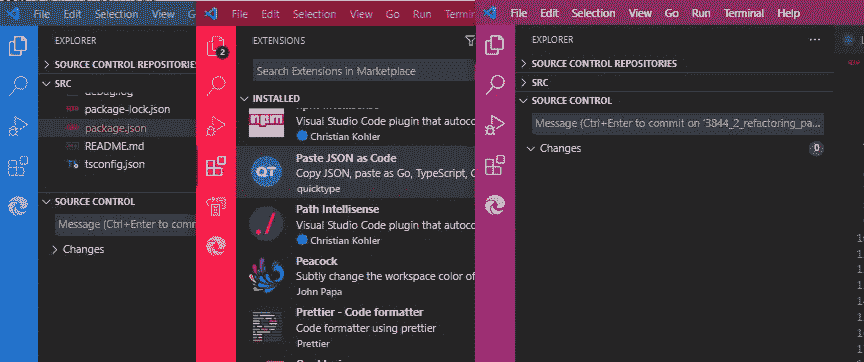 File Edit Selection View G
EXPLORER
SOURCE CONTROL REPOSITORIES
SRC
debug.log
package-lock.json
package.json
README.md
tsconfig.json
SOURCE CONTROL
Message (Ctrl+Enter to comm
Changes
File Edit Selection View Go Run Termin
2
EXTENSIONS
Search Extensions in Marketplace
INSTALLED
npm Intellisense
npm
Visual Studio Code plugin that autoco
Christian Kohler
Paste JSON as Code
QT
Copy JSON, paste as Go, TypeScript, C
quicktype
Path Intellisense
./
Visual Studio Code plugin that autoco
Christian Kohler
Peacock
Subtly change the workspace color of
John Papa
Prettier - Code formatter
Code formatter using prettier
Prettier
File Edit Selection View Go Run Terminal Help
EXPLORER
SOURCE CONTROL REPOSITORIES
SRC
SOURCE CONTROL
Message (Ctrl+Enter to commit on '3844_2_refactoring_pa...
Changes
0